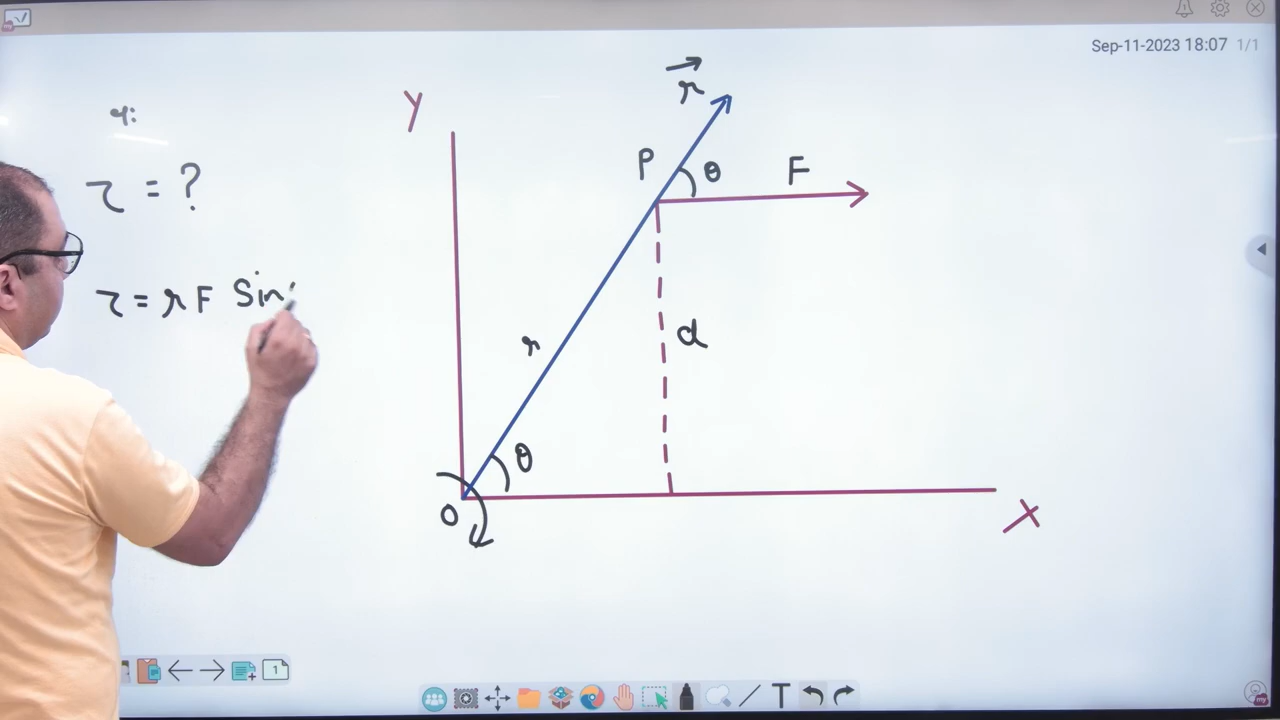 Sep-11-2023 18:07 1/1
τ = ?
τ = r F Sin
Y
r
P
θ
F
r
d
θ
O
X
1
T